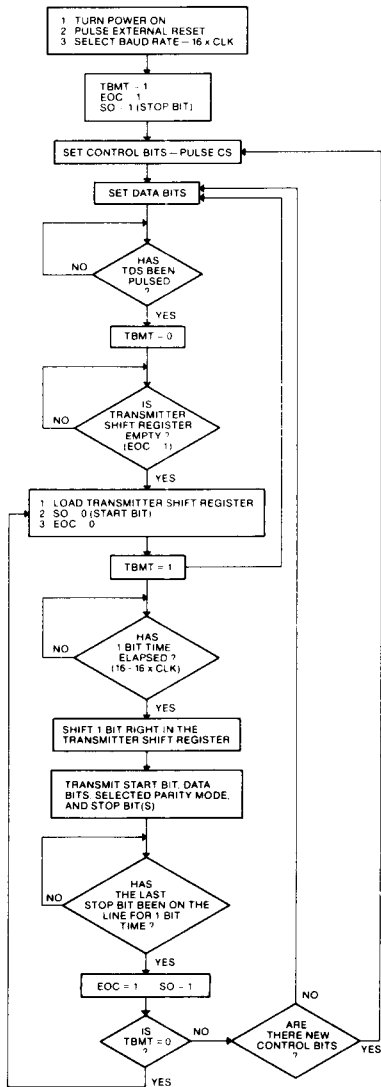 1 TURN POWER ON
2 PULSE EXTERNAL RESET
3 SELECT BAUD RATE – 16 x CLK
TBMT - 1
EOC 1
SO - 1 (STOP BIT)
SET CONTROL BITS – PULSE CS
SET DATA BITS
HAS
TDS BEEN
PULSED
?
NO
YES
TBMT = 0
IS
TRANSMITTER
SHIFT REGISTER
EMPTY ?
(EOC 1)
NO
YES
1 LOAD TRANSMITTER SHIFT REGISTER
2 SO 0 (START BIT)
3 EOC 0
TBMT = 1
HAS
1 BIT TIME
ELAPSED ?
(16 - 16 x CLK)
NO
YES
SHIFT 1 BIT RIGHT IN THE
TRANSMITTER SHIFT REGISTER
TRANSMIT START BIT, DATA
BITS, SELECTED PARITY MODE,
AND STOP BIT(S)
HAS
THE LAST
STOP BIT BEEN ON THE
LINE FOR 1 BIT
TIME ?
NO
YES
EOC = 1 SO - 1
IS
TBMT = 0
?
NO
YES
ARE
THERE NEW
CONTROL BITS
?
NO
YES